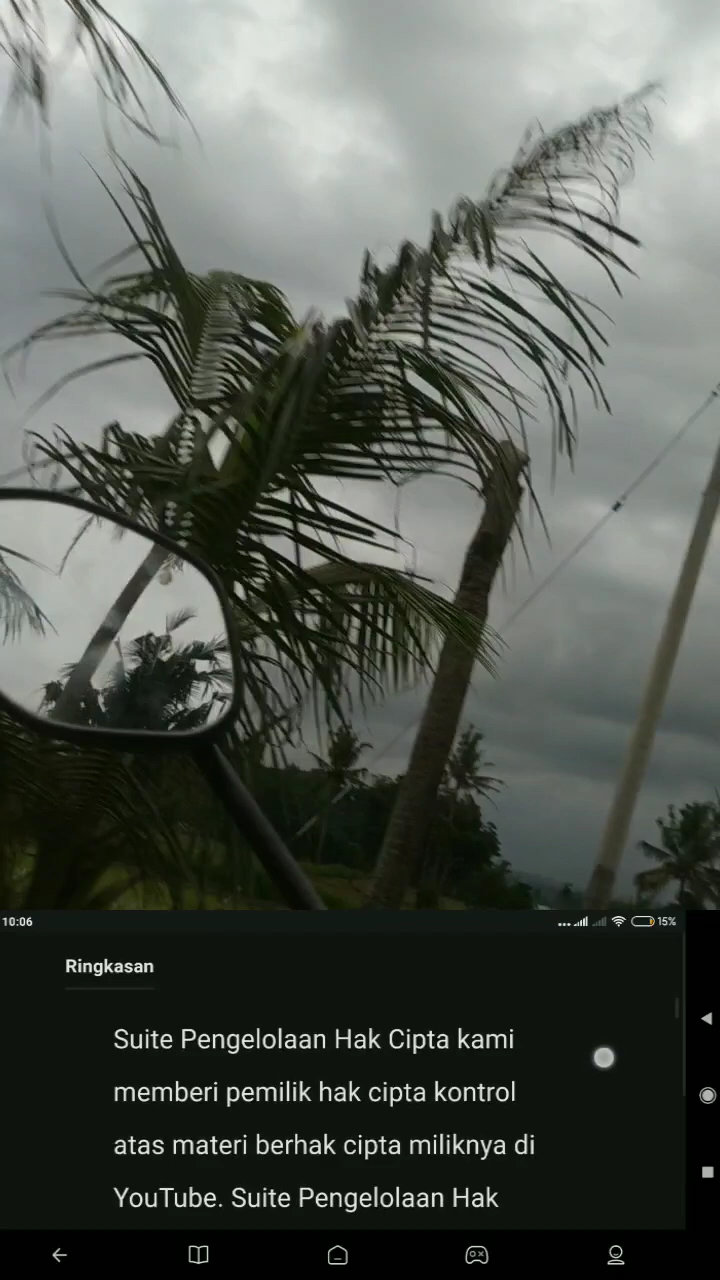 10:06
15%
Ringkasan
Suite Pengelolaan Hak Cipta kami
memberi pemilik hak cipta kontrol
atas materi berhak cipta miliknya di
YouTube. Suite Pengelolaan Hak